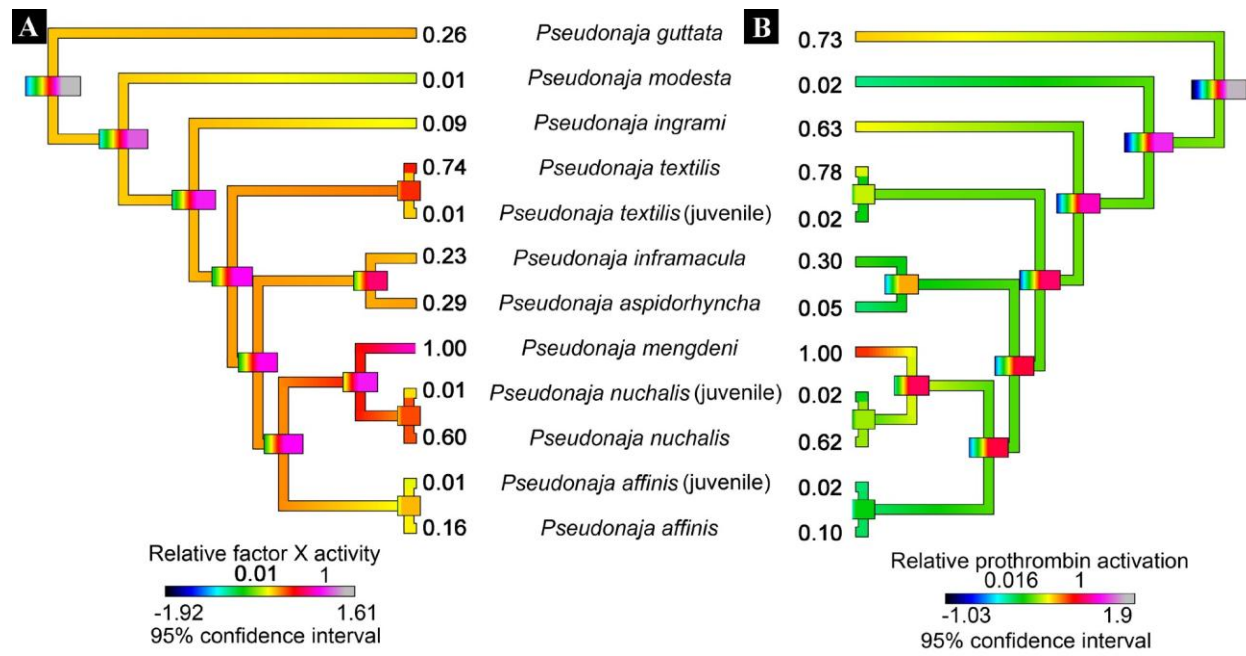 A
B
0.26 Pseudonaja guttata 0.73
0.01 Pseudonaja modesta 0.02
0.09 Pseudonaja ingrami 0.63
0.74 Pseudonaja textilis 0.78
0.01 Pseudonaja textilis (juvenile) 0.02
0.23 Pseudonaja inframacula 0.30
0.29 Pseudonaja aspidorhyncha 0.05
1.00 Pseudonaja mengdeni 1.00
0.01 Pseudonaja nuchalis (juvenile) 0.02
0.60 Pseudonaja nuchalis 0.62
0.01 Pseudonaja affinis (juvenile) 0.02
0.16 Pseudonaja affinis 0.10
Relative factor X activity
0.01 1
-1.92 1.61
95% confidence interval
Relative prothrombin activation
0.016 1
-1.03 1.9
95% confidence interval